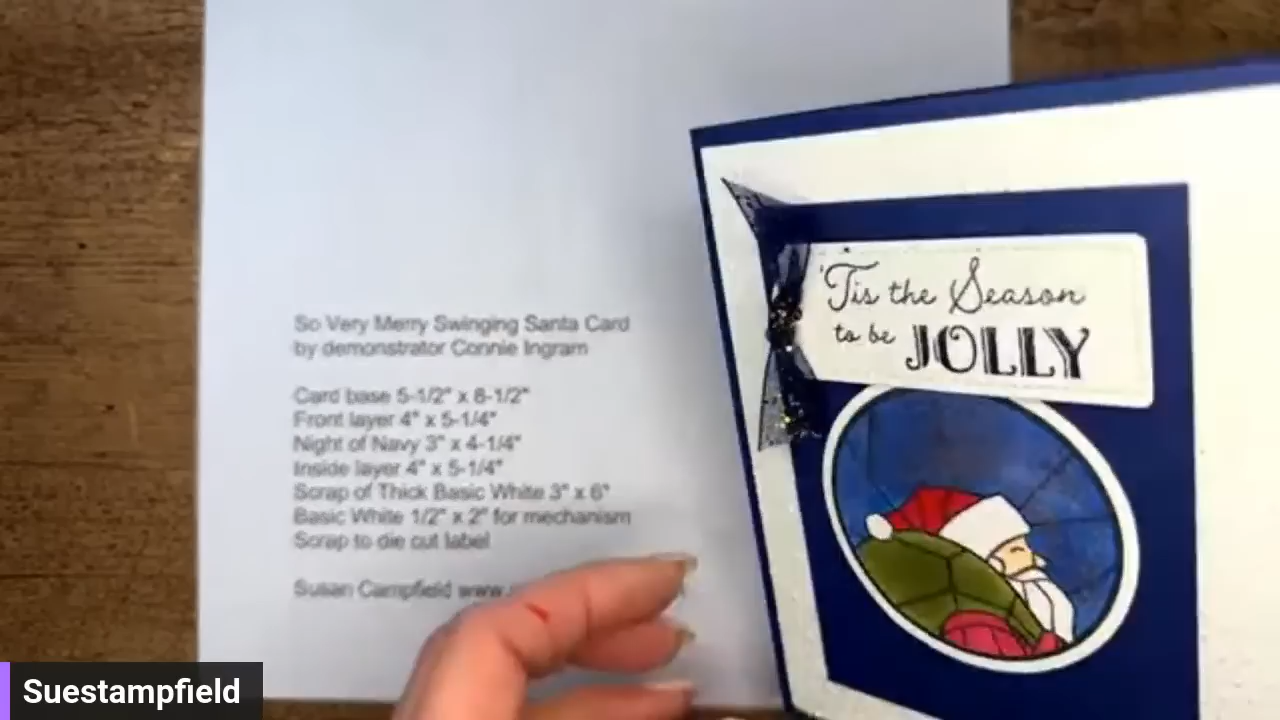 So Very Merry Swinging Santa Card
by demonstrator Connie Ingram
Card base 5-1/2" x 8-1/2"
Front layer 4" x 5-1/4"
Night of Navy 3" x 4-1/4"
Inside layer 4" x 5-1/4"
Scrap of Thick Basic White 3" x 6"
Basic White 1/2" x 2" for mechanism
Scrap to die cut label
Susan Campfield www.
'Tis the Season
to be JOLLY
Suestampfield